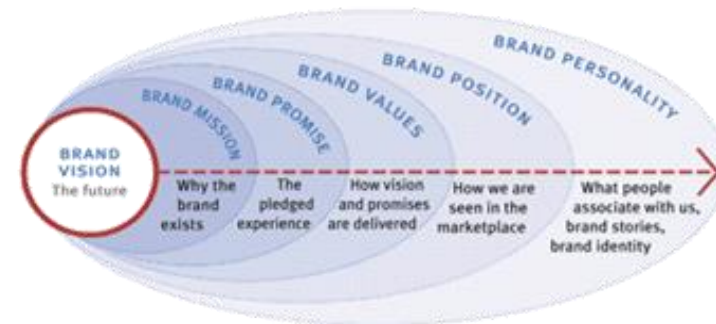 BRAND VISION
The future
BRAND MISSION
Why the
brand
exists
BRAND PROMISE
The
pledged
experience
BRAND VALUES
How vision
and promises
are delivered
BRAND POSITION
How we are
seen in the
marketplace
BRAND PERSONALITY
What people
associate with us,
brand stories,
brand identity